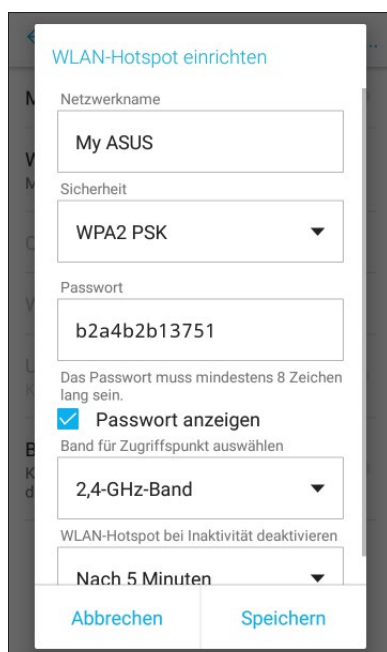 WLAN-Hotspot einrichten
Netzwerkname
My ASUS
Sicherheit
WPA2 PSK
Passwort
b2a4b2b13751
Das Passwort muss mindestens 8 Zeichen
lang sein.
Passwort anzeigen
Band für Zugriffspunkt auswählen
2,4-GHz-Band
WLAN-Hotspot bei Inaktivität deaktivieren
Nach 5 Minuten
Abbrechen
Speichern